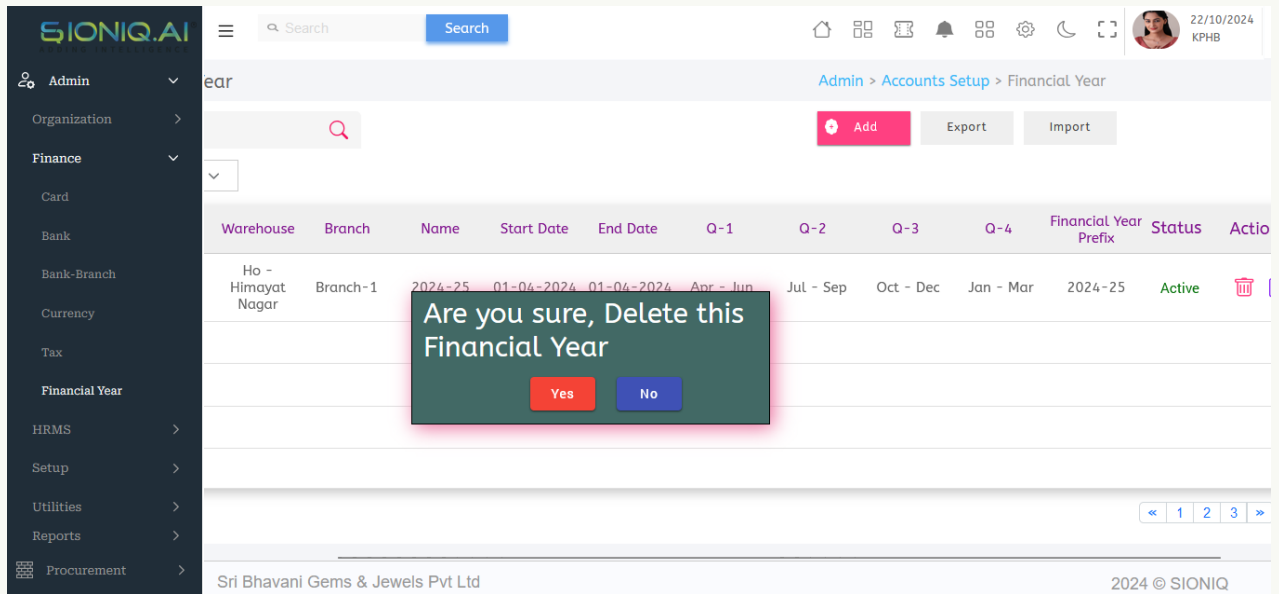 SIONIQ.AI
Search
Search
22/10/2024
KPHB
Admin
ear
Admin > Accounts Setup > Financial Year
Organization
Add
Export
Import
Finance
Card
Bank
Bank-Branch
Currency
Tax
Financial Year
HRMS
Setup
Utilities
Reports
Procurement
Warehouse
Branch
Name
Start Date
End Date
Q-1
Q-2
Q-3
Q-4
Financial Year
Prefix
Status
Actio
Ho -
Himayat
Nagar
Branch-1
2024-25
01-04-2024
01-04-2024
Apr - Jun
Jul - Sep
Oct - Dec
Jan - Mar
2024-25
Active
Are you sure, Delete this
Financial Year
Yes
No
« 1 2 3 »
Sri Bhavani Gems & Jewels Pvt Ltd
2024 © SIONIQ